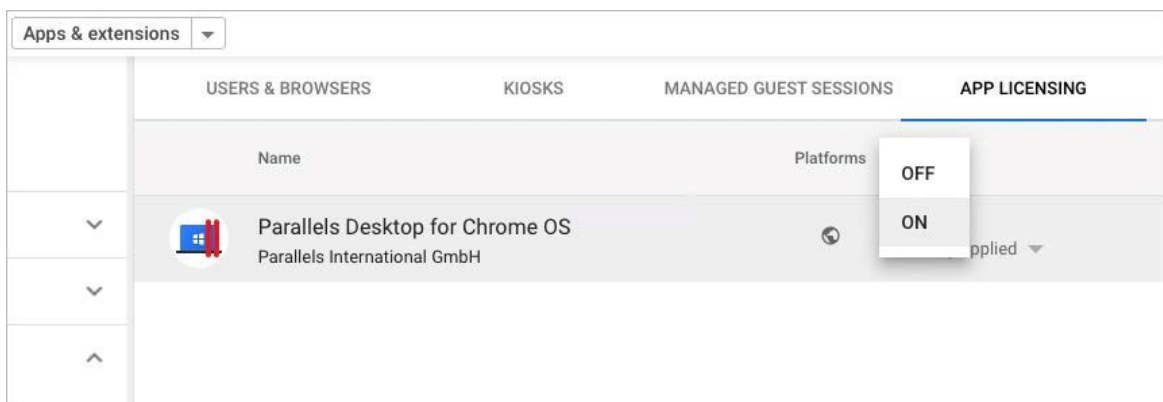 Apps & extensions
USERS & BROWSERS KIOSKS MANAGED GUEST SESSIONS APP LICENSING
Name Platforms
OFF
ON
Parallels Desktop for Chrome OS
Parallels International GmbH